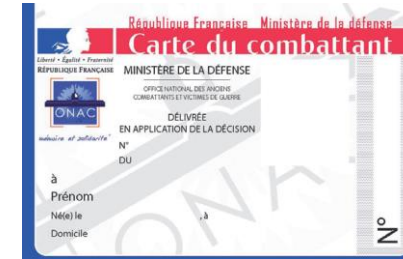 République Française Ministère de la défense
Carte du combattant
Liberté • Égalité • Fraternité
RÉPUBLIQUE FRANÇAISE
MINISTÈRE DE LA DÉFENSE
OFFICE NATIONAL DES ANCIENS
COMBATTANTS ET VICTIMES DE GUERRE
ONAC
mémoire et solidarité
DÉLIVRÉE
EN APPLICATION DE LA DÉCISION
N°
DU
à
Prénom
Né(e) le , à
Domicile
N°
ONA